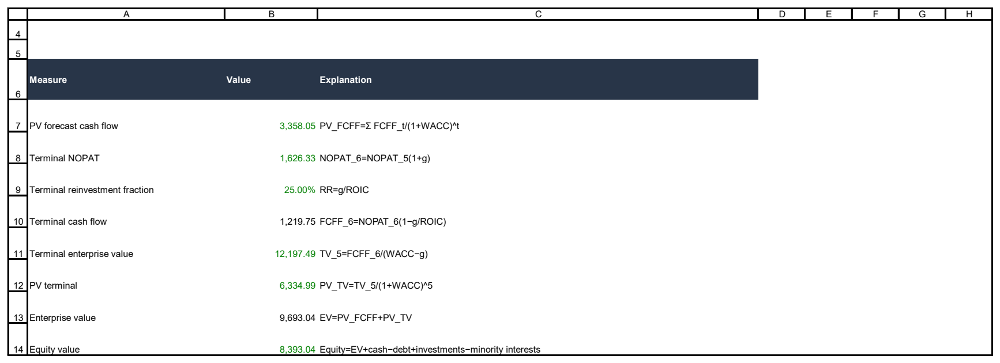 A B C D E F G H
4
5
6 Measure Value Explanation
7 PV forecast cash flow 3,358.05 PV_FCFF=Σ FCFF_t/(1+WACC)^t
8 Terminal NOPAT 1,626.33 NOPAT_6=NOPAT_5(1+g)
9 Terminal reinvestment fraction 25.00% RR=g/ROIC
10 Terminal cash flow 1,219.75 FCFF_6=NOPAT_6(1−g/ROIC)
11 Terminal enterprise value 12,197.49 TV_5=FCFF_6/(WACC−g)
12 PV terminal 6,334.99 PV_TV=TV_5/(1+WACC)^5
13 Enterprise value 9,693.04 EV=PV_FCFF+PV_TV
14 Equity value 8,393.04 Equity=EV+cash−debt+investments−minority interests